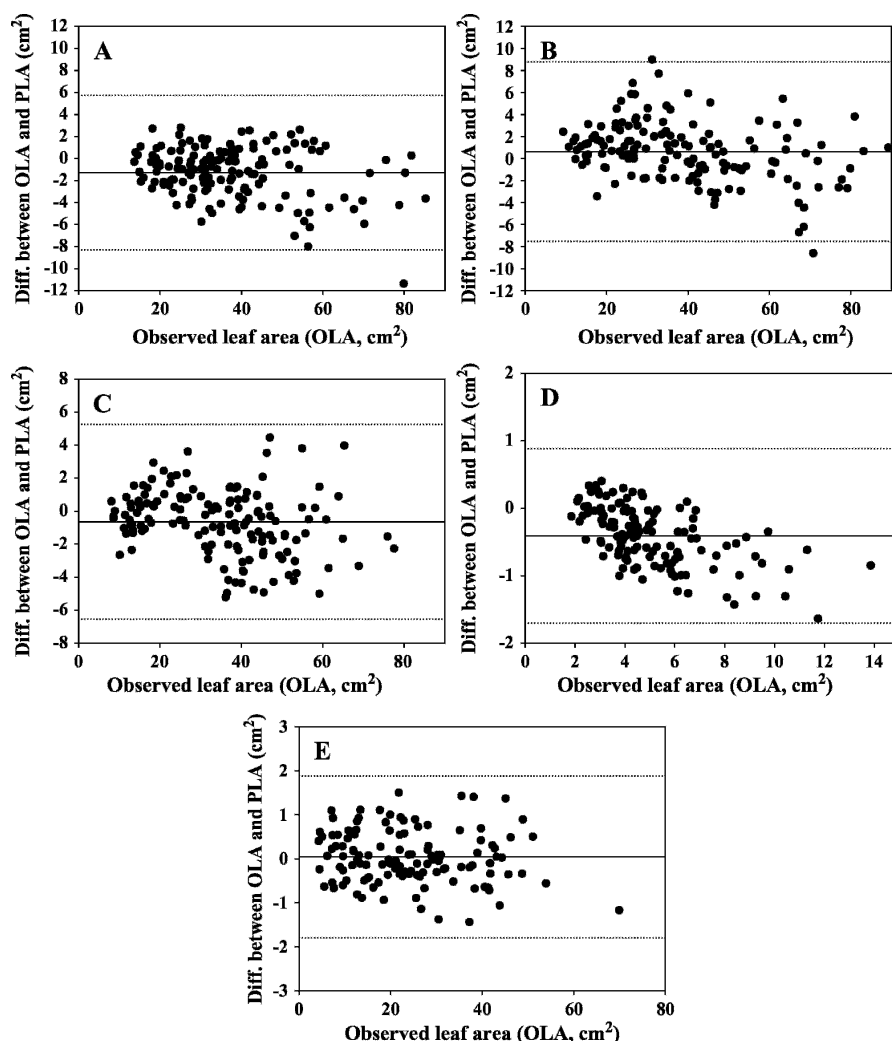 A
Diff. between OLA and PLA (cm²)
12
10
8
6
4
2
0
-2
-4
-6
-8
-10
-12
0 20 40 60 80
Observed leaf area (OLA, cm²)
B
Diff. between OLA and PLA (cm²)
12
10
8
6
4
2
0
-2
-4
-6
-8
-10
-12
0 20 40 60 80
Observed leaf area (OLA, cm²)
C
Diff. between OLA and PLA (cm²)
8
6
4
2
0
-2
-4
-6
-8
0 20 40 60 80
Observed leaf area (OLA, cm²)
D
Diff. between OLA and PLA (cm²)
2
1
0
-1
-2
0 2 4 6 8 10 12 14
Observed leaf area (OLA, cm²)
E
Diff. between OLA and PLA (cm²)
3
2
1
0
-1
-2
-3
0 20 40 60 80
Observed leaf area (OLA, cm²)